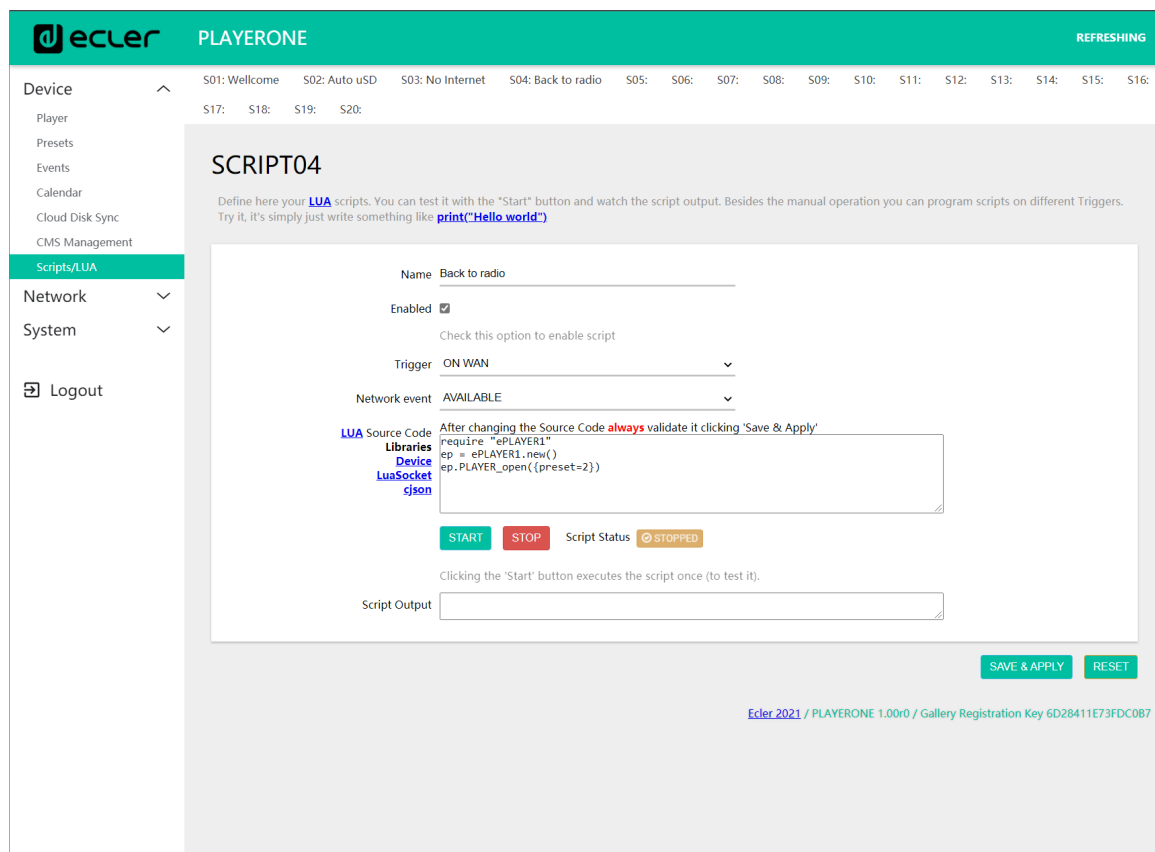 ecler PLAYERONE REFRESHING
Device
Player
Presets
Events
Calendar
Cloud Disk Sync
CMS Management
Scripts/LUA
Network
System
Logout
S01: Wellcome S02: Auto uSD S03: No Internet S04: Back to radio S05: S06: S07: S08: S09: S10: S11: S12: S13: S14: S15: S16:
S17: S18: S19: S20:
SCRIPT04
Define here your LUA scripts. You can test it with the "Start" button and watch the script output. Besides the manual operation you can program scripts on different Triggers.
Try it, it's simply just write something like print("Hello world")
Name Back to radio
Enabled
Check this option to enable script
Trigger ON WAN
Network event AVAILABLE
LUA Source Code
Libraries
Device
LuaSocket
cjson
After changing the Source Code always validate it clicking 'Save & Apply'
require "ePLAYER1"
ep = ePLAYER1.new()
ep.PLAYER_open({preset=2})
START STOP Script Status STOPPED
Clicking the 'Start' button executes the script once (to test it).
Script Output
SAVE & APPLY RESET
Ecler 2021 / PLAYERONE 1.00r0 / Gallery Registration Key 6D28411E73FDC0B7